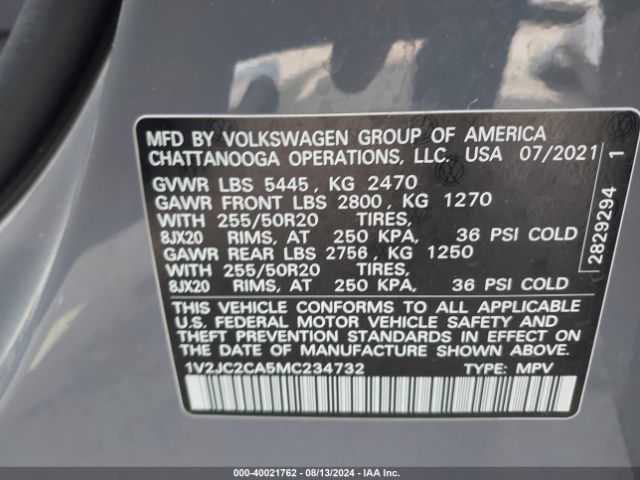 MFD BY VOLKSWAGEN GROUP OF AMERICA
CHATTANOOGA OPERATIONS, LLC. USA 07/2021
GVWR LBS 5445, KG 2470
GAWR FRONT LBS 2800, KG 1270
WITH 255/50R20 TIRES,
8JX20 RIMS, AT 250 KPA, 36 PSI COLD
GAWR REAR LBS 2756, KG 1250
WITH 255/50R20 TIRES,
8JX20 RIMS, AT 250 KPA, 36 PSI COLD
THIS VEHICLE CONFORMS TO ALL APPLICABLE
U.S. FEDERAL MOTOR VEHICLE SAFETY AND
THEFT PREVENTION STANDARDS IN EFFECT ON
THE DATE OF MANUFACTURE SHOWN ABOVE.
1V2JC2CA5MC234732 TYPE: MPV
2829294 1
000-40021762 - 08/13/2024 - IAA Inc.